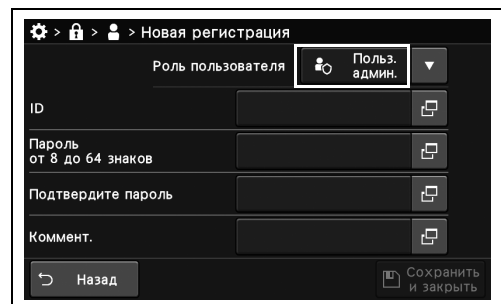 > > > Новая регистрация
Роль пользователя
Польз.
админ.
ID
Пароль
от 8 до 64 знаков
Подтвердите пароль
Коммент.
Назад
Сохранить
и закрыть